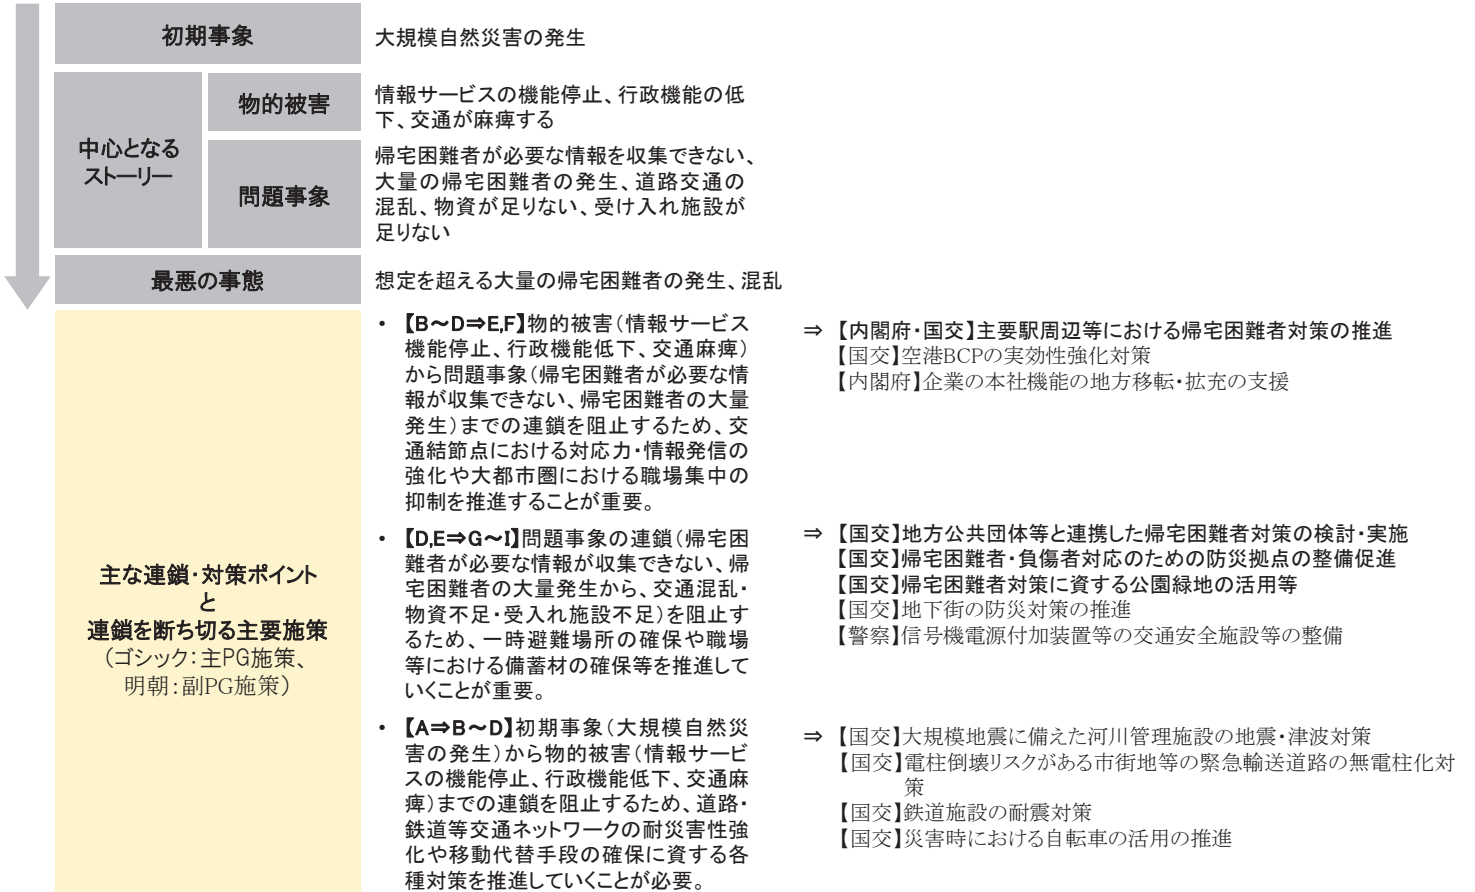 初期事象
大規模自然災害の発生
中心となる
ストーリー
物的被害
情報サービスの機能停止、行政機能の低
下、交通が麻痺する
問題事象
帰宅困難者が必要な情報を収集できない、
大量の帰宅困難者の発生、道路交通の
混乱、物資が足りない、受け入れ施設が
足りない
最悪の事態
想定を超える大量の帰宅困難者の発生、混乱
主な連鎖・対策ポイント
と
連鎖を断ち切る主要施策
（ゴシック：主PG施策、
明朝：副PG施策）
・ 【B～D⇒E,F】物的被害（情報サービス
機能停止、行政機能低下、交通麻痺）
から問題事象（帰宅困難者が必要な情
報が収集できない、帰宅困難者の大量
発生）までの連鎖を阻止するため、交
通結節点における対応力・情報発信の
強化や大都市圏における職場集中の
抑制を推進することが重要。
⇒ 【内閣府・国交】主要駅周辺等における帰宅困難者対策の推進
【国交】空港BCPの実効性強化対策
【内閣府】企業の本社機能の地方移転・拡充の支援
・ 【D,E⇒G～I】問題事象の連鎖（帰宅困
難者が必要な情報が収集できない、帰
宅困難者の大量発生から、交通混乱・
物資不足・受入れ施設不足）を阻止す
るため、一時避難場所の確保や職場
等における備蓄材の確保等を推進して
いくことが重要。
⇒ 【国交】地方公共団体等と連携した帰宅困難者対策の検討・実施
【国交】帰宅困難者・負傷者対応のための防災拠点の整備促進
【国交】帰宅困難者対策に資する公園緑地の活用等
【国交】地下街の防災対策の推進
【警察】信号機電源付加装置等の交通安全施設等の整備
・ 【A⇒B～D】初期事象（大規模自然災
害の発生）から物的被害（情報サービ
スの機能停止、行政機能低下、交通麻
痺）までの連鎖を阻止するため、道路・
鉄道等交通ネットワークの耐災害性強
化や移動代替手段の確保に資する各
種対策を推進していくことが必要。
⇒ 【国交】大規模地震に備えた河川管理施設の地震・津波対策
【国交】電柱倒壊リスクがある市街地等の緊急輸送道路の無電柱化対
策
【国交】鉄道施設の耐震対策
【国交】災害時における自転車の活用の推進